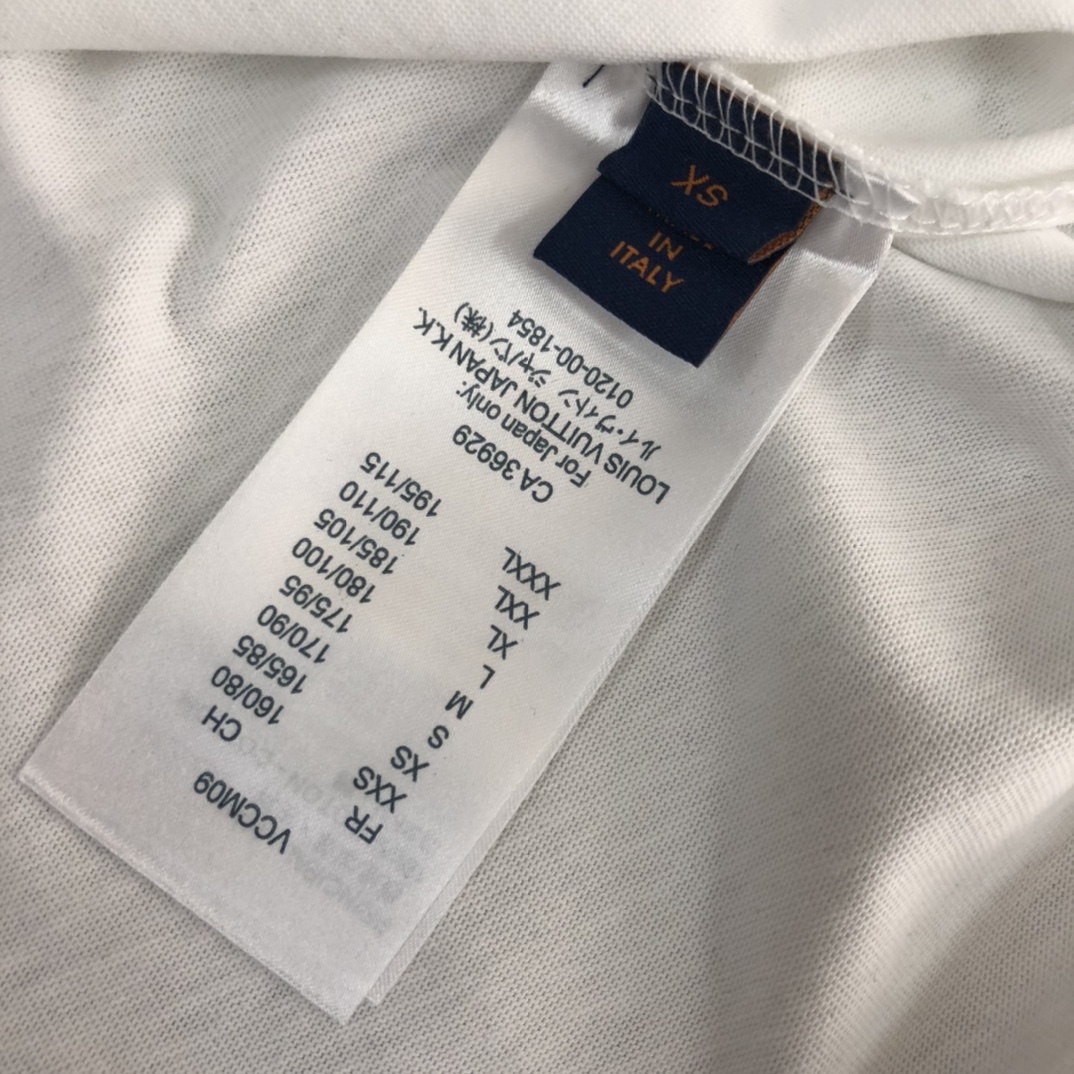 XS
IN
ITALY
VCCM09
FR CH
XXS 160/80
XS 165/85
S 170/90
M 175/95
L 180/100
XL 185/105
XXL 190/110
XXXL 195/115
CA 36929
For Japan only:
LOUIS VUITTON JAPAN K.K.
ルイ・ヴィトン ジャパン(株)
0120-00-1854